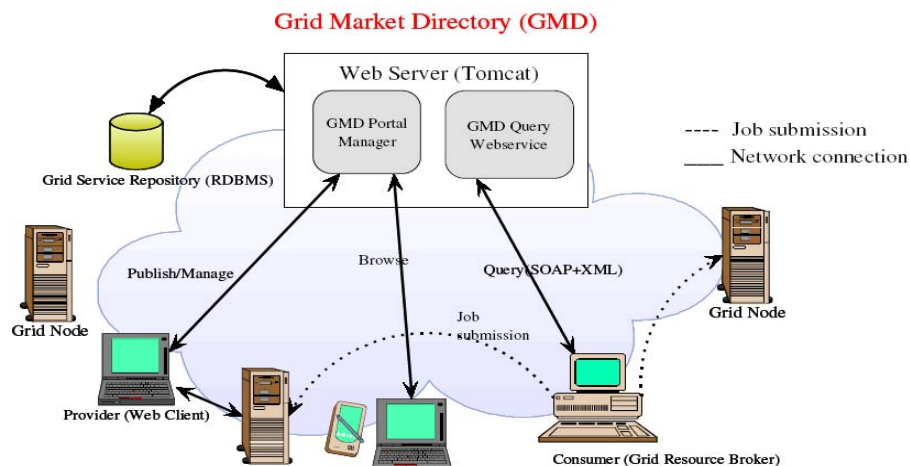 Grid Market Directory (GMD)
Web Server (Tomcat)
GMD Portal
Manager
GMD Query
Webservice
---- Job submission
___ Network connection
Grid Service Repository (RDBMS)
Publish/Manage
Browse
Query(SOAP+XML)
Grid Node
Grid Node
Job
submission
Provider (Web Client)
Consumer (Grid Resource Broker)